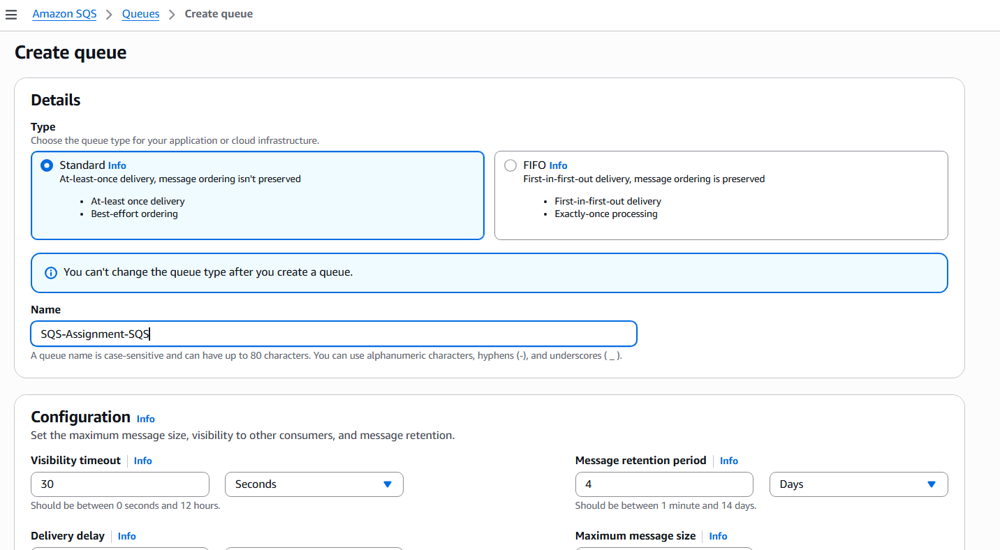 Amazon SQS > Queues > Create queue
Create queue
Details
Type
Choose the queue type for your application or cloud infrastructure.
Standard Info
At-least-once delivery, message ordering isn't preserved
• At-least once delivery
• Best-effort ordering
FIFO Info
First-in-first-out delivery, message ordering is preserved
• First-in-first-out delivery
• Exactly-once processing
You can't change the queue type after you create a queue.
Name
SQS-Assignment-SQS
A queue name is case-sensitive and can have up to 80 characters. You can use alphanumeric characters, hyphens (-), and underscores ( _ ).
Configuration Info
Set the maximum message size, visibility to other consumers, and message retention.
Visibility timeout Info
30 Seconds
Should be between 0 seconds and 12 hours.
Message retention period Info
4 Days
Should be between 1 minute and 14 days.
Delivery delay Info
Maximum message size Info